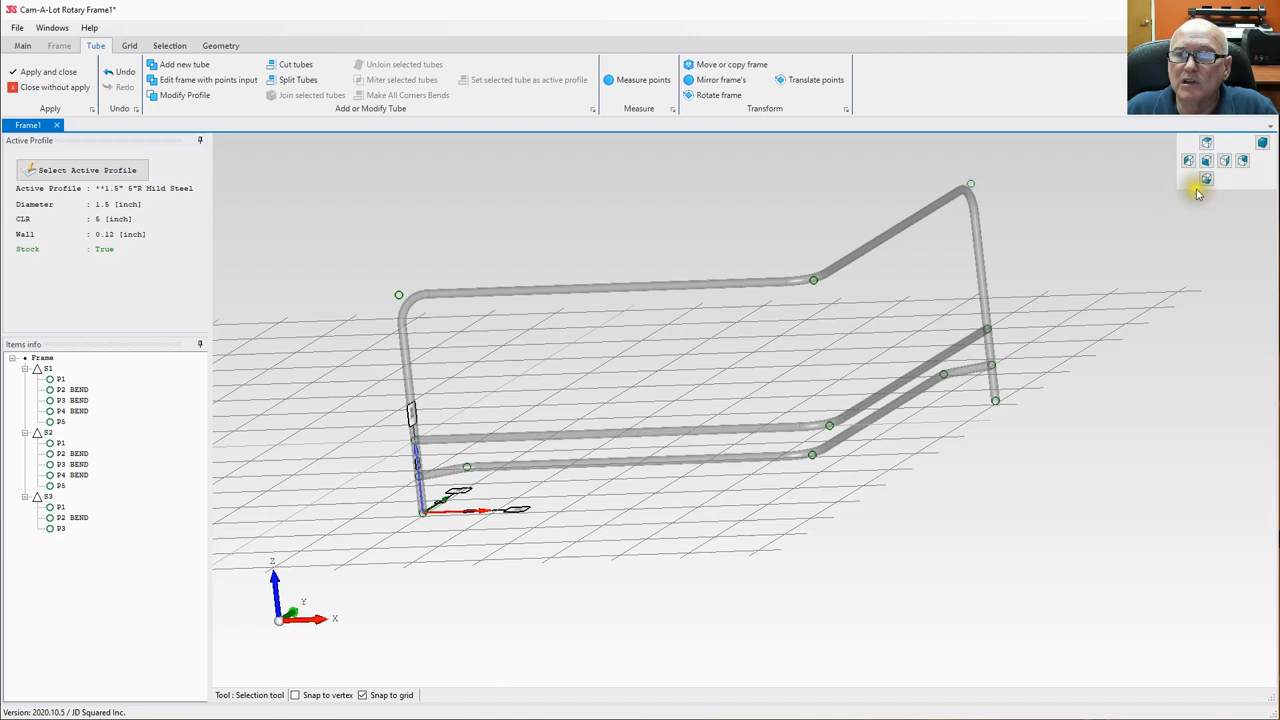 Cam-A-Lot Rotary Frame1*
File Windows Help
Main Frame Tube Grid Selection Geometry
Apply and close
Close without apply
Apply
Undo
Redo
Undo
Add new tube
Edit frame with points input
Modify Profile
Cut tubes
Split Tubes
Join selected tubes
UnJoin selected tubes
Miter selected tubes
Make All Corners Bends
Set selected tube as active profile
Add or Modify Tube
Measure points
Measure
Move or copy frame
Mirror frame's
Rotate frame
Translate points
Transform
Frame1
Active Profile
Select Active Profile
Active Profile : **1.5" 5"R Mild Steel
Diameter : 1.5 [inch]
CLR : 5 [inch]
Wall : 0.12 [inch]
Stock : True
Items info
Frame
S1
P1
P2 BEND
P3 BEND
P4 BEND
P5
S2
P1
P2 BEND
P3 BEND
P4 BEND
P5
S3
P1
P2 BEND
P3
Z
Y
X
Tool : Selection tool Snap to vertex Snap to grid
Version: 2020.10.5 / JD Squared Inc.